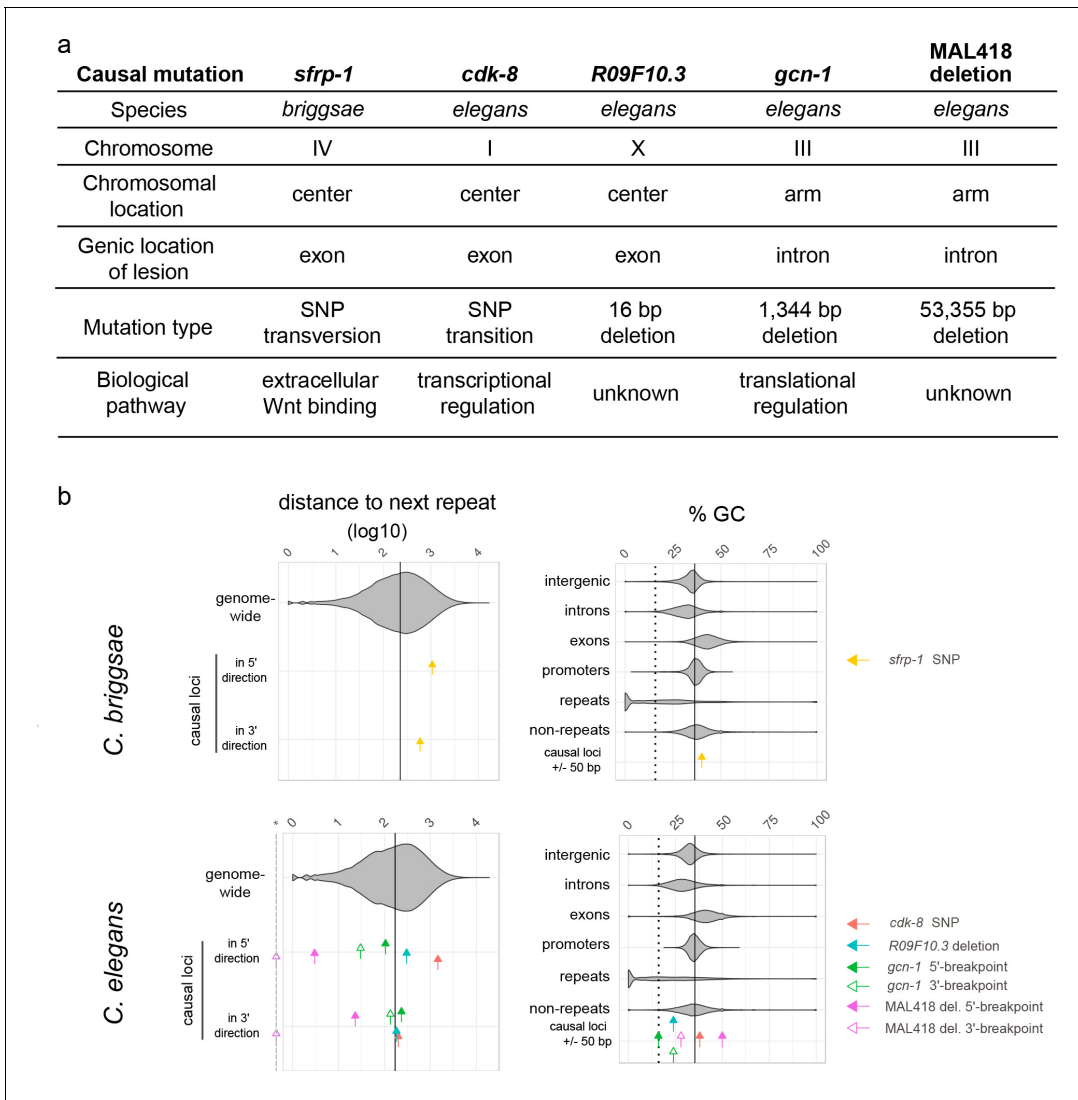 a
Causal mutation sfrp-1 cdk-8 R09F10.3 gcn-1 MAL418 deletion
Species briggsae elegans elegans elegans elegans
Chromosome IV I X III III
Chromosomal location center center center arm arm
Genic location of lesion exon exon exon intron intron
Mutation type SNP transversion SNP transition 16 bp deletion 1,344 bp deletion 53,355 bp deletion
Biological pathway extracellular Wnt binding transcriptional regulation unknown translational regulation unknown
b
distance to next repeat
(log10)
% GC
C. briggsae
0 1 2 3 4
genome-
wide
causal loci
in 5'
direction
in 3'
direction
0 25 50 75 100
intergenic
introns
exons
promoters
repeats
non-repeats
causal loci
+/- 50 bp
sfrp-1 SNP
C. elegans
* 0 1 2 3 4
genome-
wide
causal loci
in 5'
direction
in 3'
direction
0 25 50 75 100
intergenic
introns
exons
promoters
repeats
non-repeats
causal loci
+/- 50 bp
cdk-8 SNP
R09F10.3 deletion
gcn-1 5'-breakpoint
gcn-1 3'-breakpoint
MAL418 del. 5'-breakpoint
MAL418 del. 3'-breakpoint